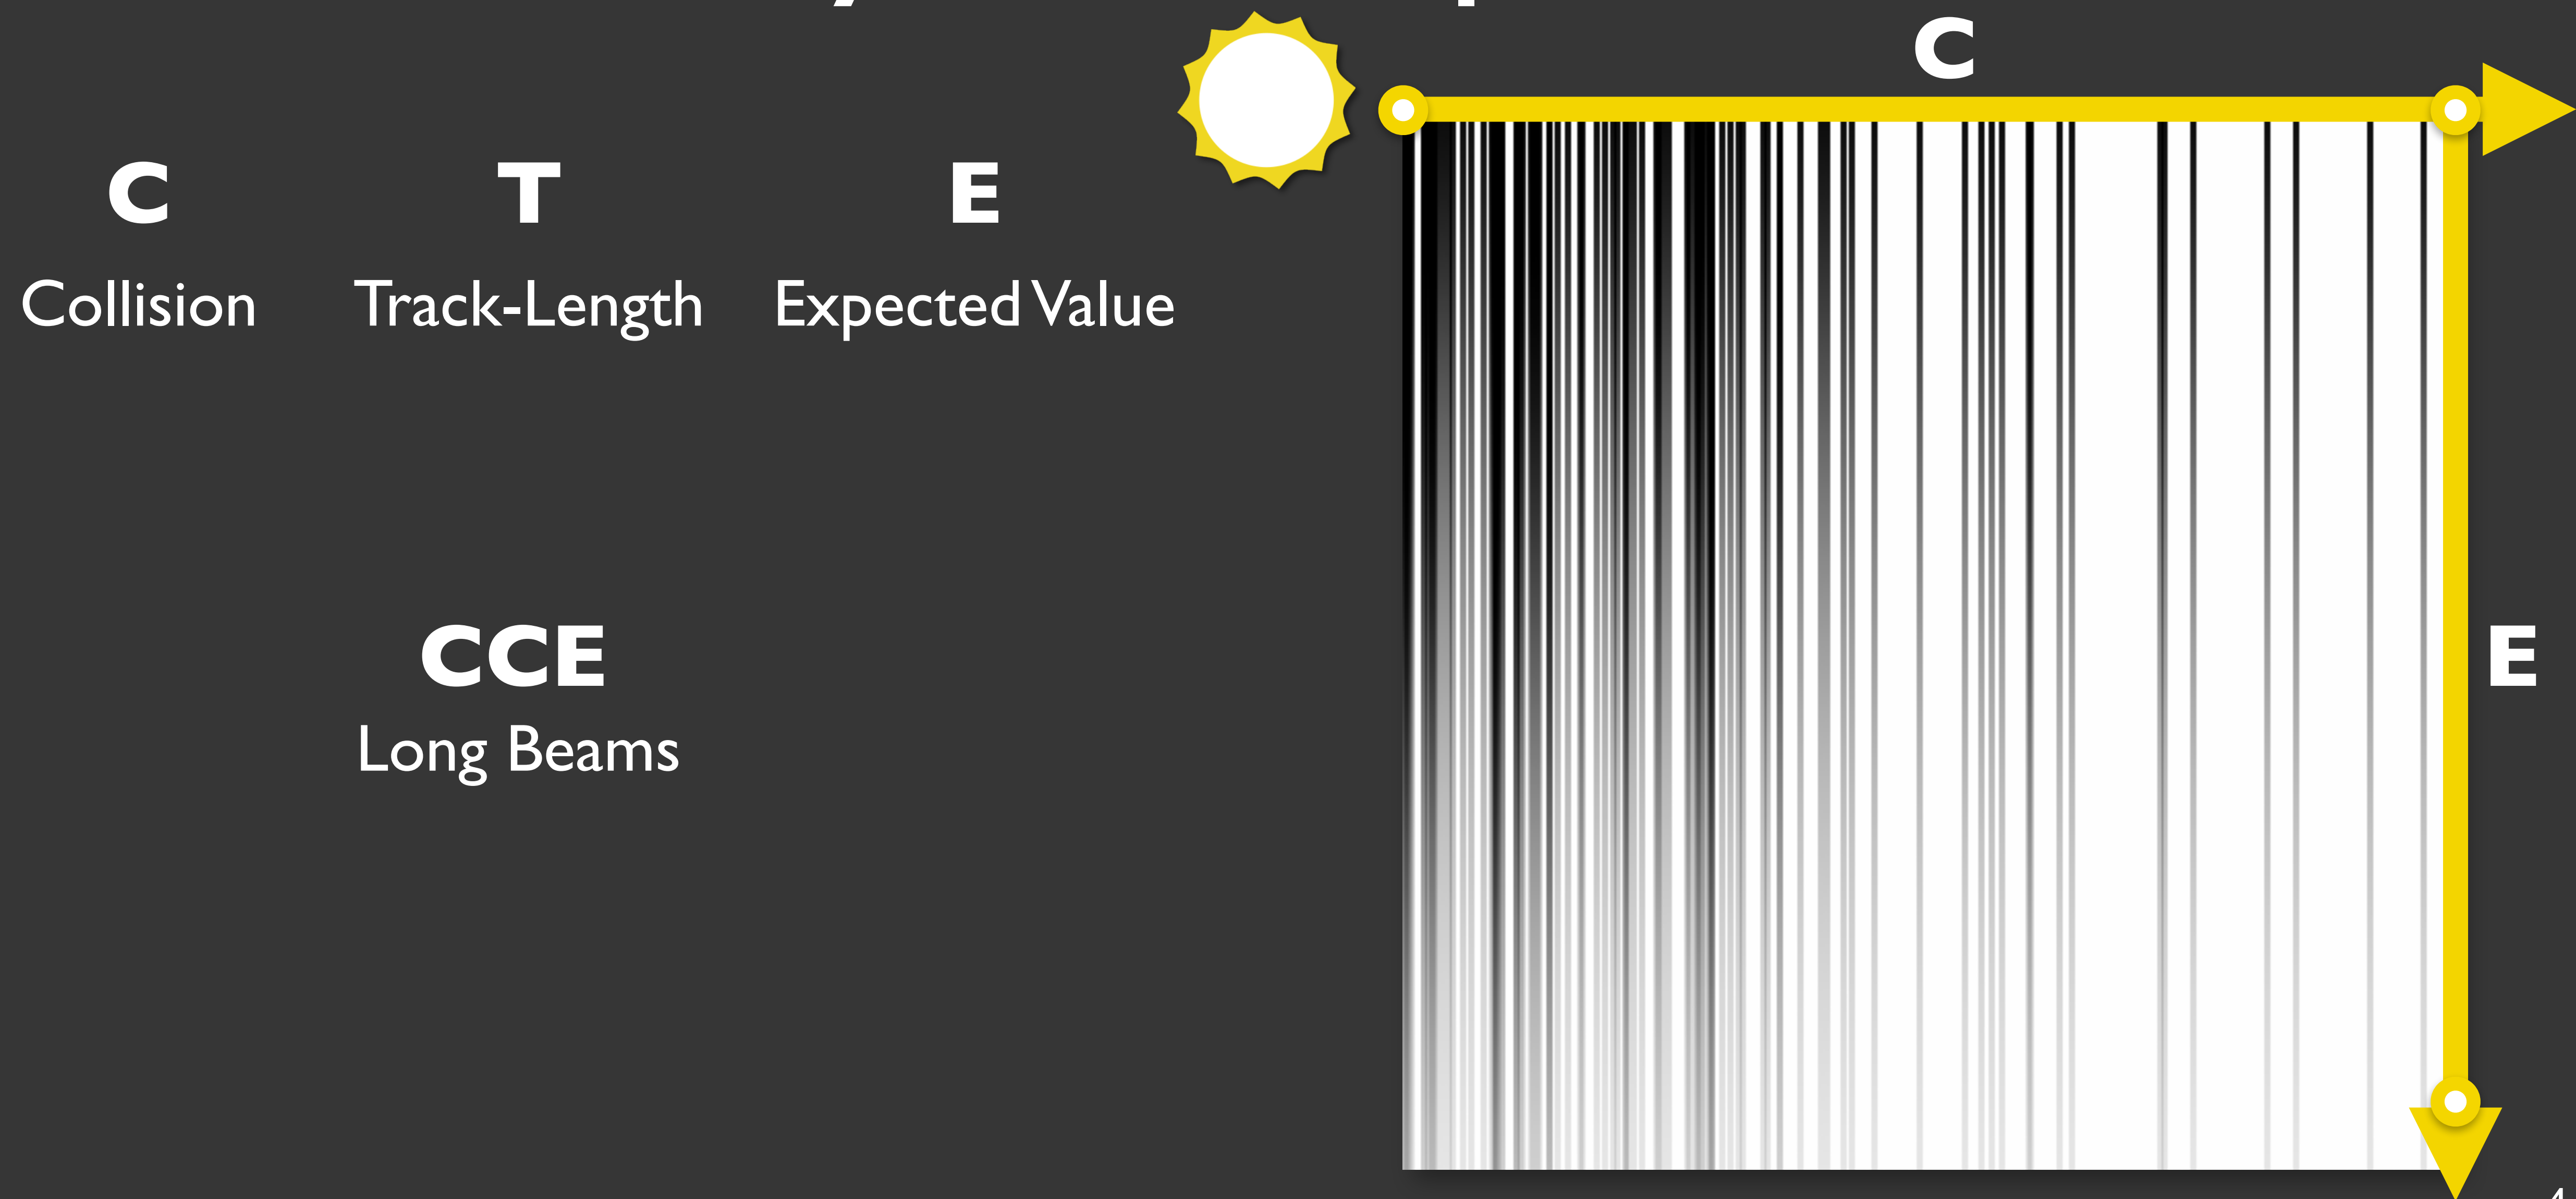 C
C T E
Collision Track-Length Expected Value
CCE
E
Long Beams